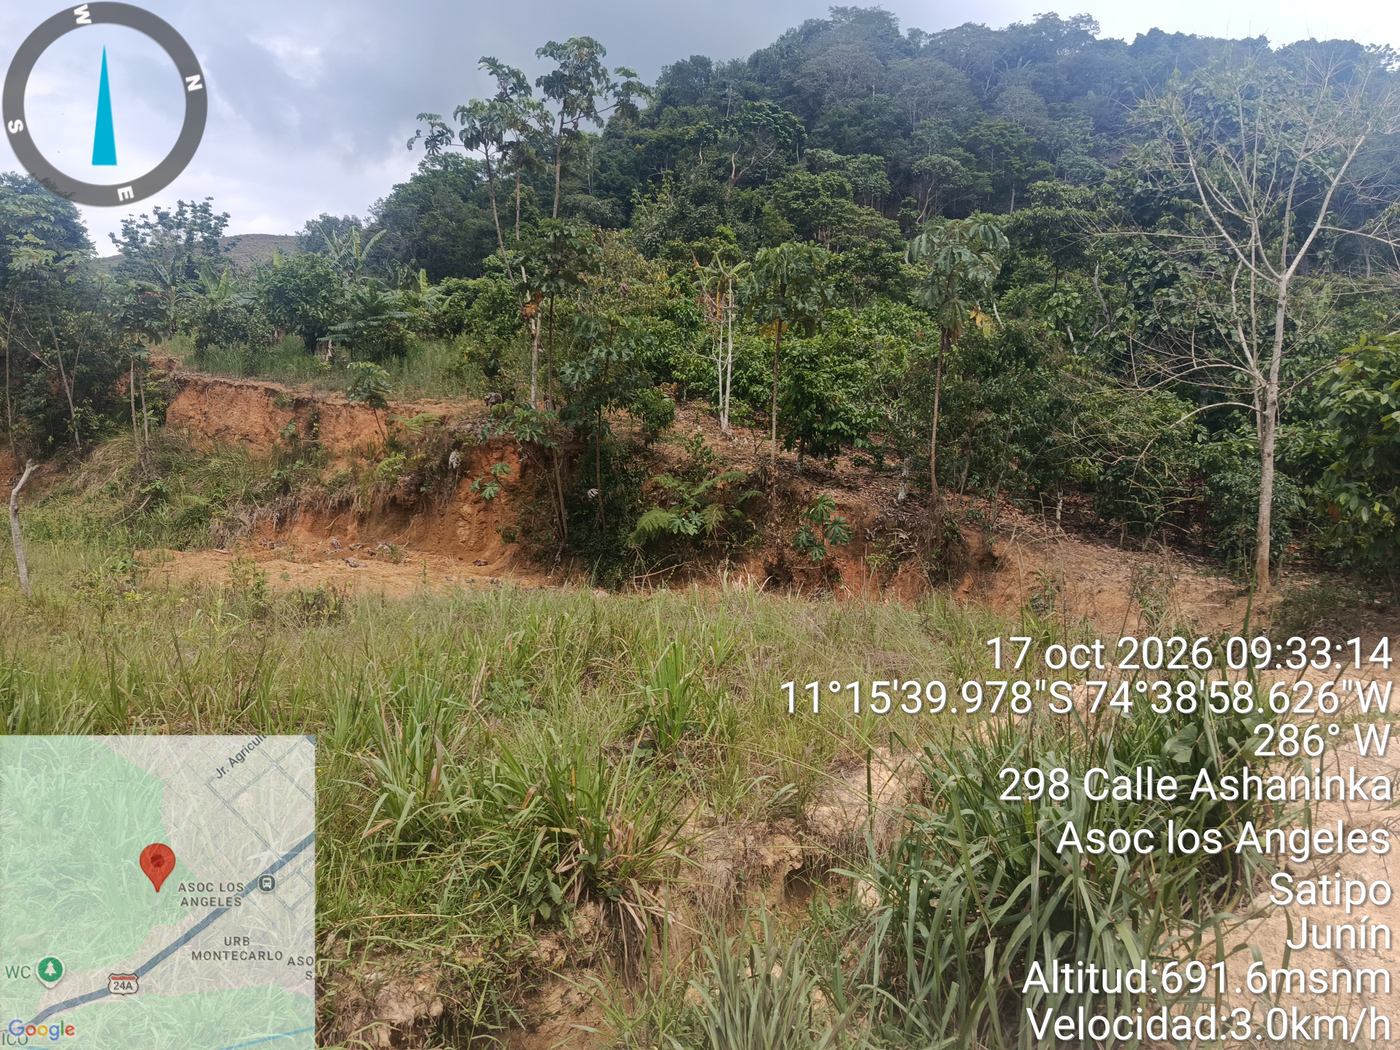 W
N
S
E
17 oct 2026 09:33:14
11°15'39.978"S 74°38'58.626"W
286° W
298 Calle Ashaninka
Asoc los Angeles
Satipo
Junín
Altitud:691.6msnm
Velocidad:3.0km/h
Jr. Agricul
ASOC LOS
ANGELES
URB
MONTECARLO
ASO
S
WC
24A
Google
ICO